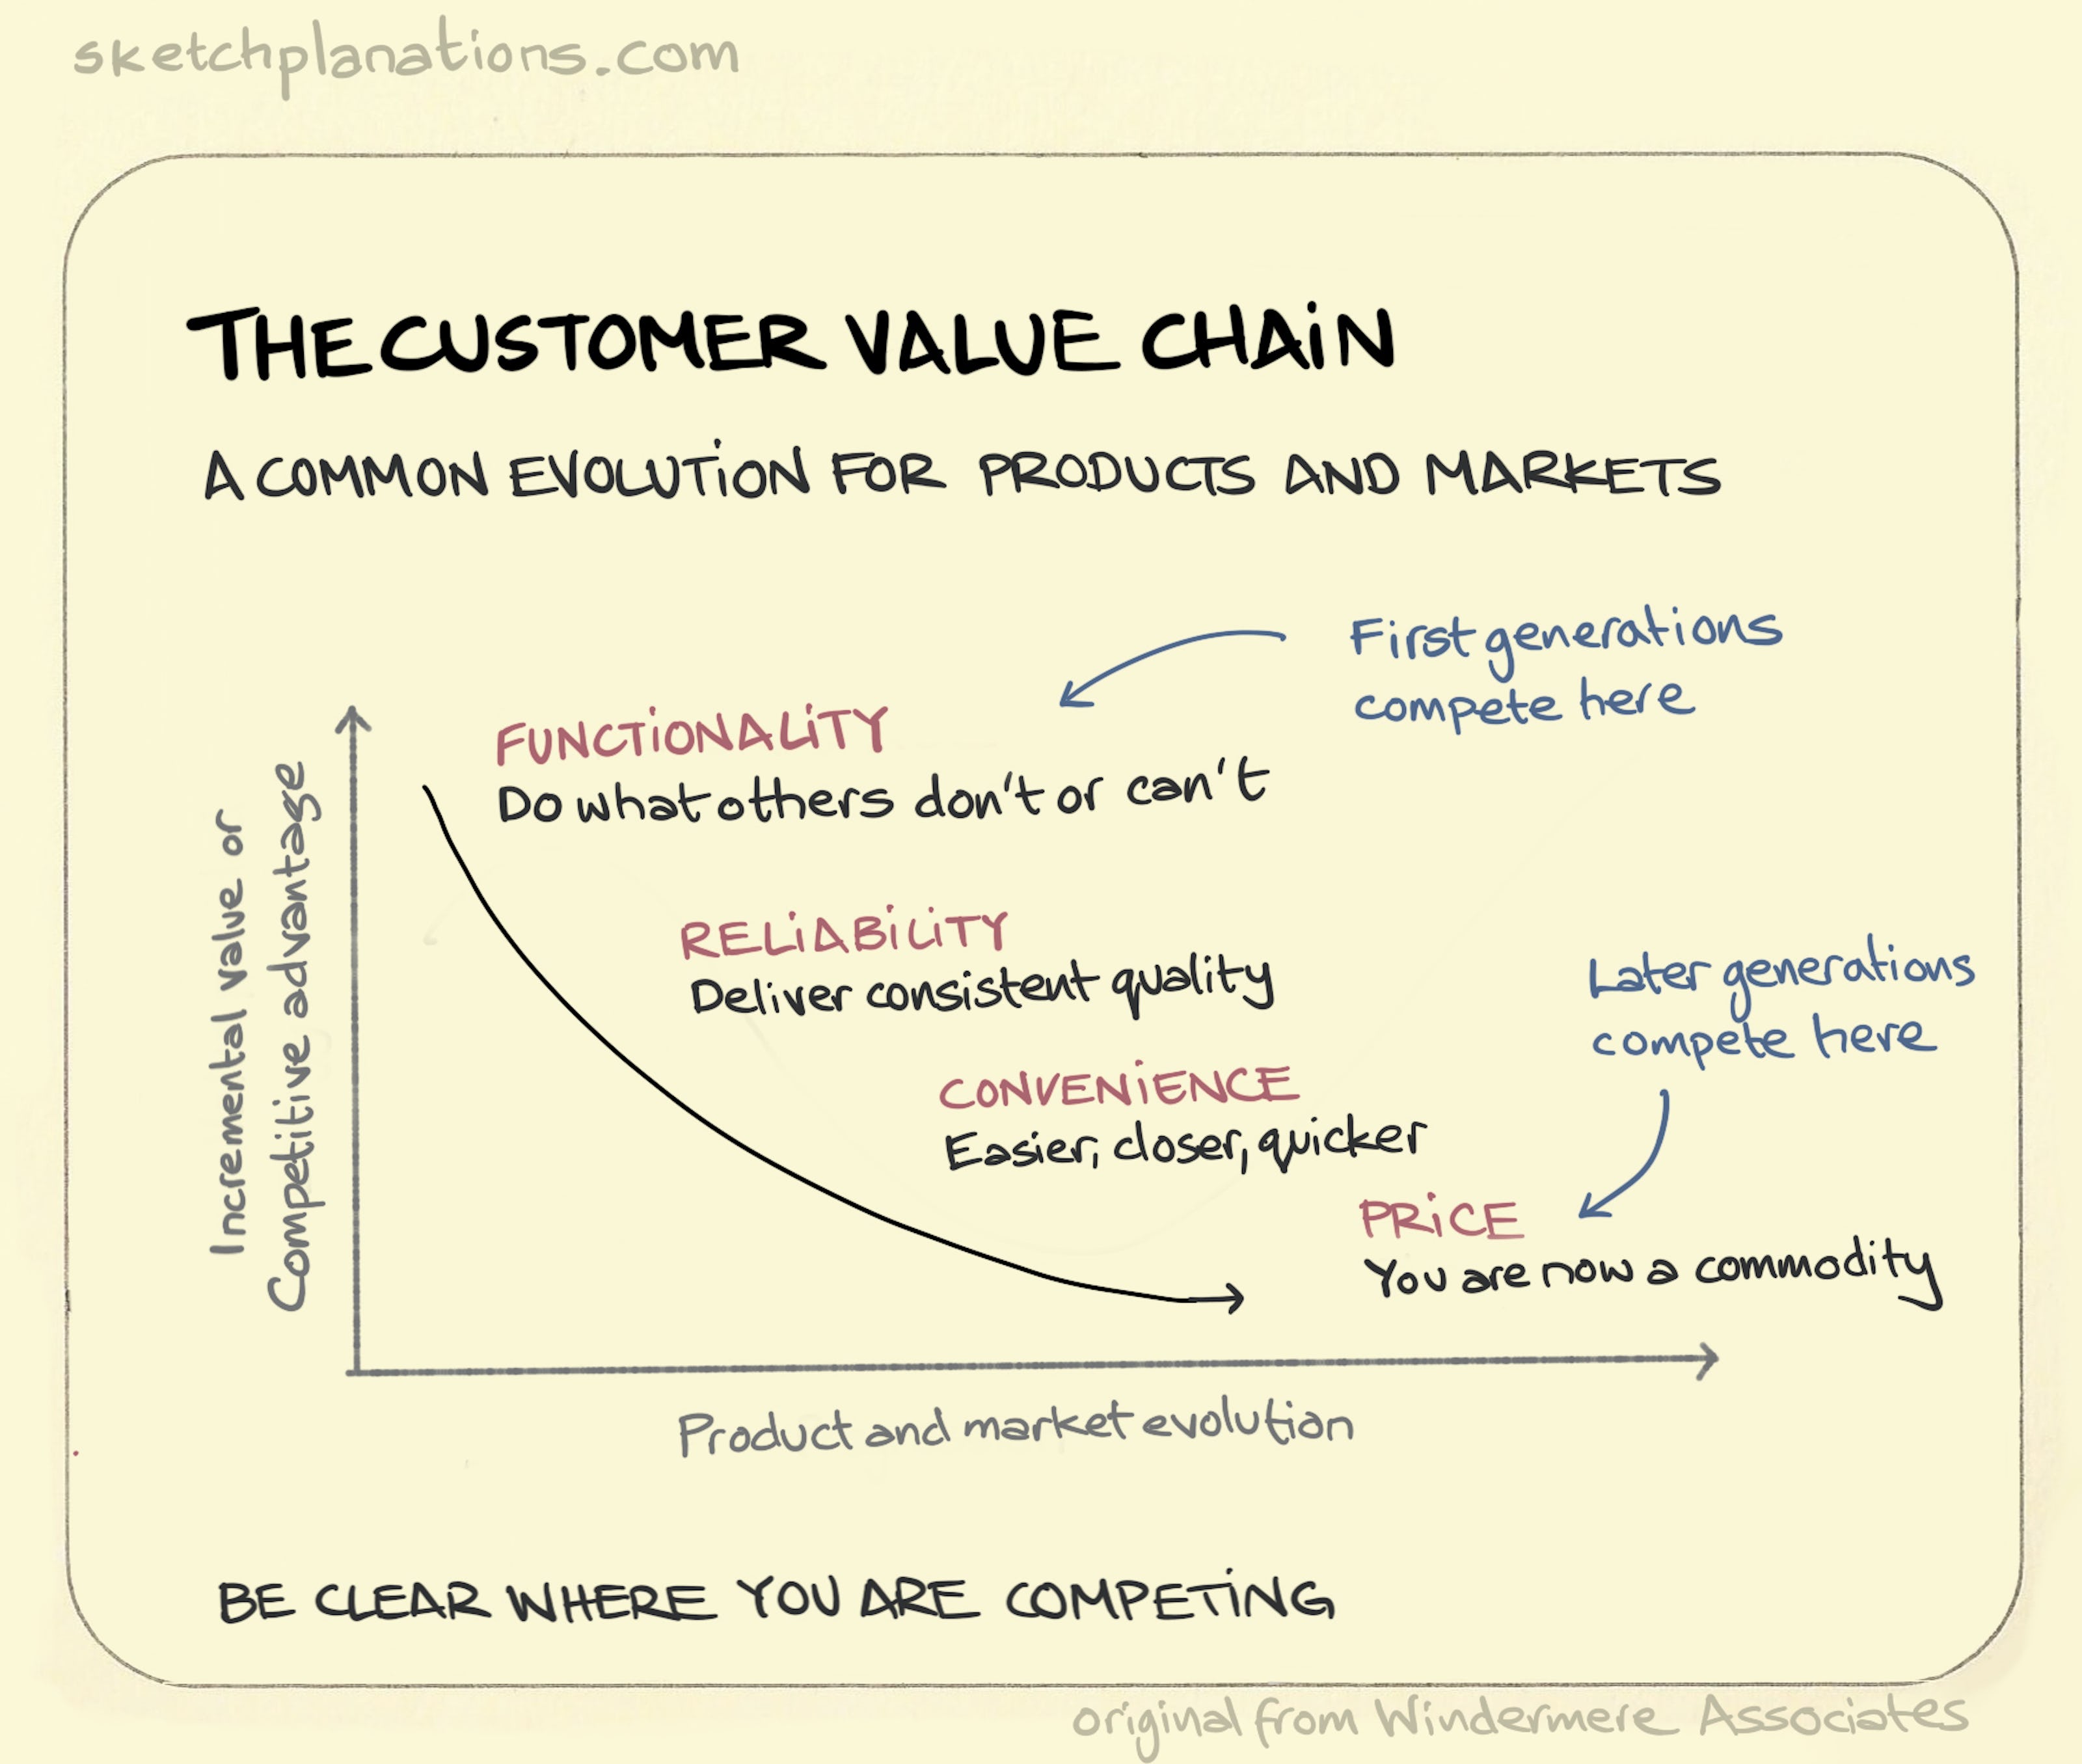 sketchplanations.com
THE CUSTOMER VALUE CHAIN
A COMMON EVOLUTION FOR PRODUCTS AND MARKETS
First generations
compete here
FUNCTIONALITY
Do what others don't or can't
RELIABILITY
Deliver consistent quality
Later generations
compete here
CONVENIENCE
Easier, closer, quicker
PRICE
You are now a commodity
Incremental value or
Competitive advantage
Product and market evolution
BE CLEAR WHERE YOU ARE COMPETING
original from Windermere Associates